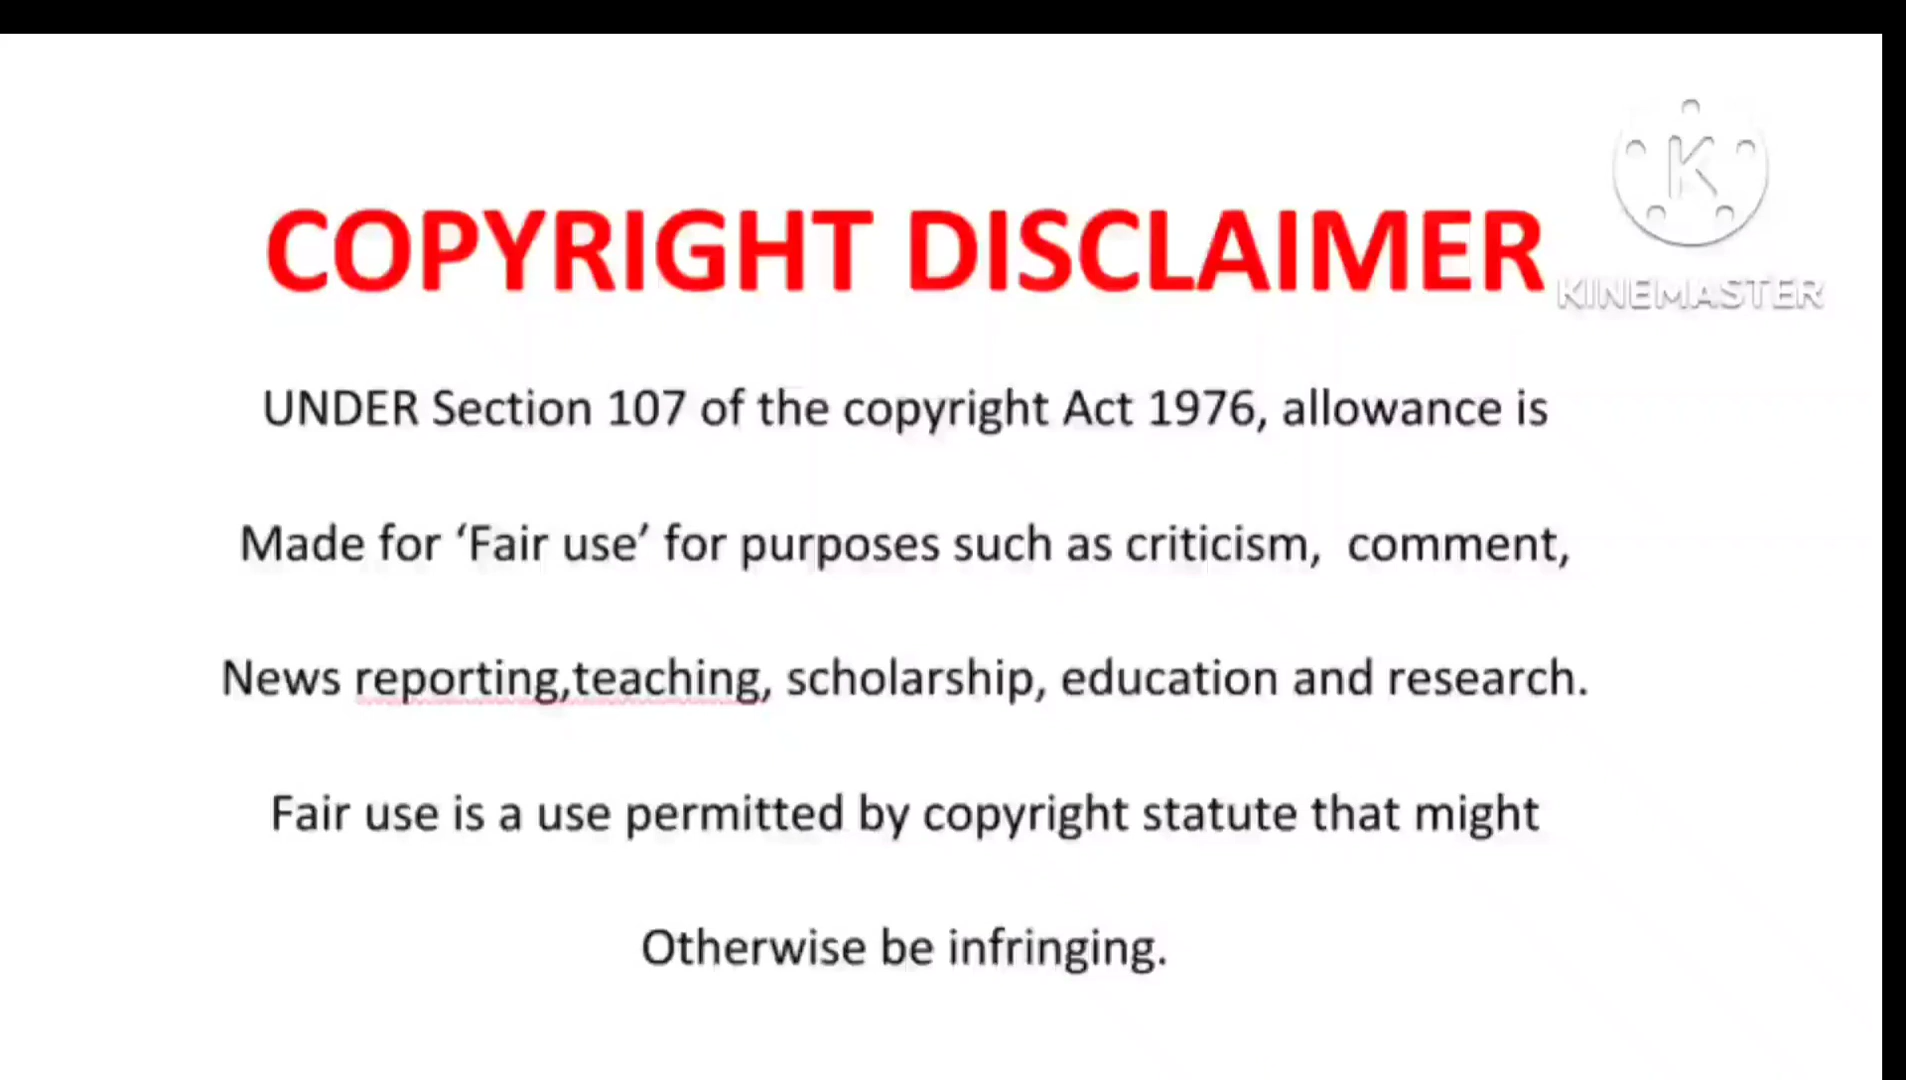 COPYRIGHT DISCLAIMER
KINEMASTER
UNDER Section 107 of the copyright Act 1976, allowance is
Made for ‘Fair use’ for purposes such as criticism,  comment,
News reporting,teaching, scholarship, education and research.
Fair use is a use permitted by copyright statute that might
Otherwise be infringing.